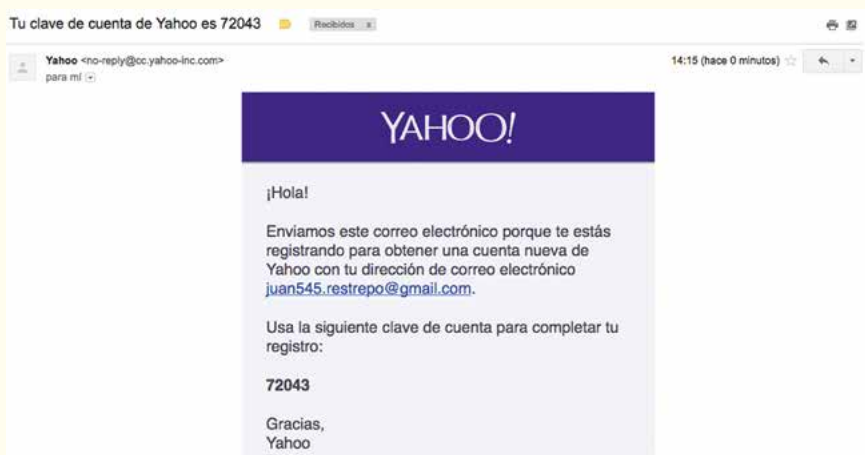 Tu clave de cuenta de Yahoo es 72043 Recibidos x
Yahoo <no-reply@cc.yahoo-inc.com> 14:15 (hace 0 minutos)
para mí
YAHOO!
¡Hola!
Enviamos este correo electrónico porque te estás
registrando para obtener una cuenta nueva de
Yahoo con tu dirección de correo electrónico
juan545.restrepo@gmail.com.
Usa la siguiente clave de cuenta para completar tu
registro:
72043
Gracias,
Yahoo